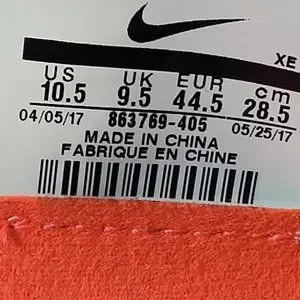 XE
US UK EUR cm
10.5 9.5 44.5 28.5
04/05/17 863769-405 05/25/17
MADE IN CHINA
FABRIQUE EN CHINE